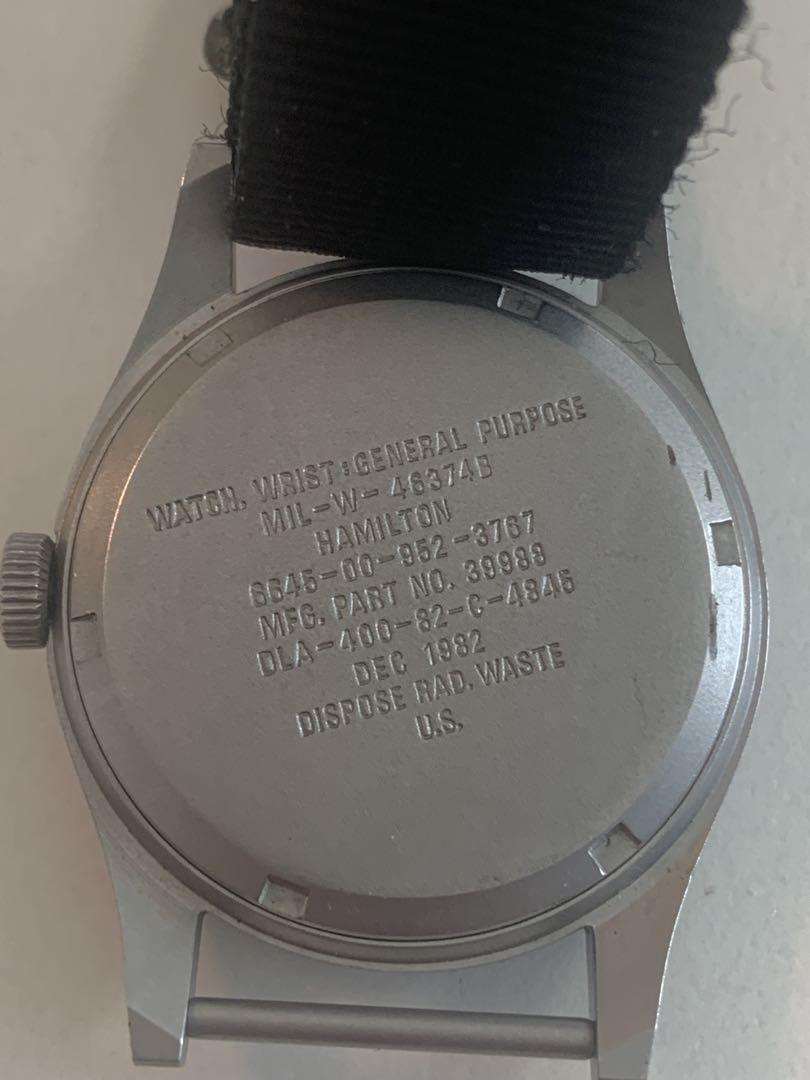 WATCH, WRIST: GENERAL PURPOSE
MIL-W-46374B
HAMILTON
6645-00-952-3767
MFG. PART NO. 39988
DLA-400-82-C-4845
DEC 1982
DISPOSE RAD. WASTE
U.S.